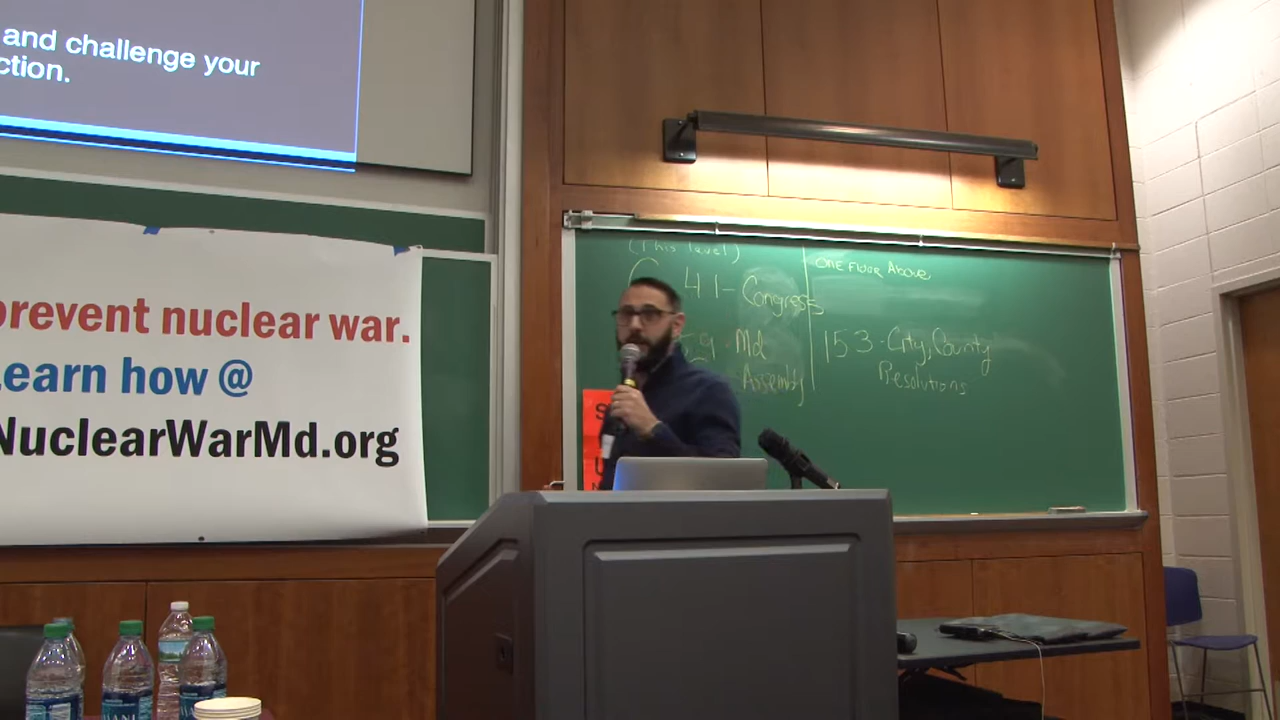 and challenge your
ction.
prevent nuclear war.
Learn how @
NuclearWarMd.org
(This level)
41- Congress
59 - Md
Assembly
ONE FLOOR ABOVE
153 - City, County
Resolutions